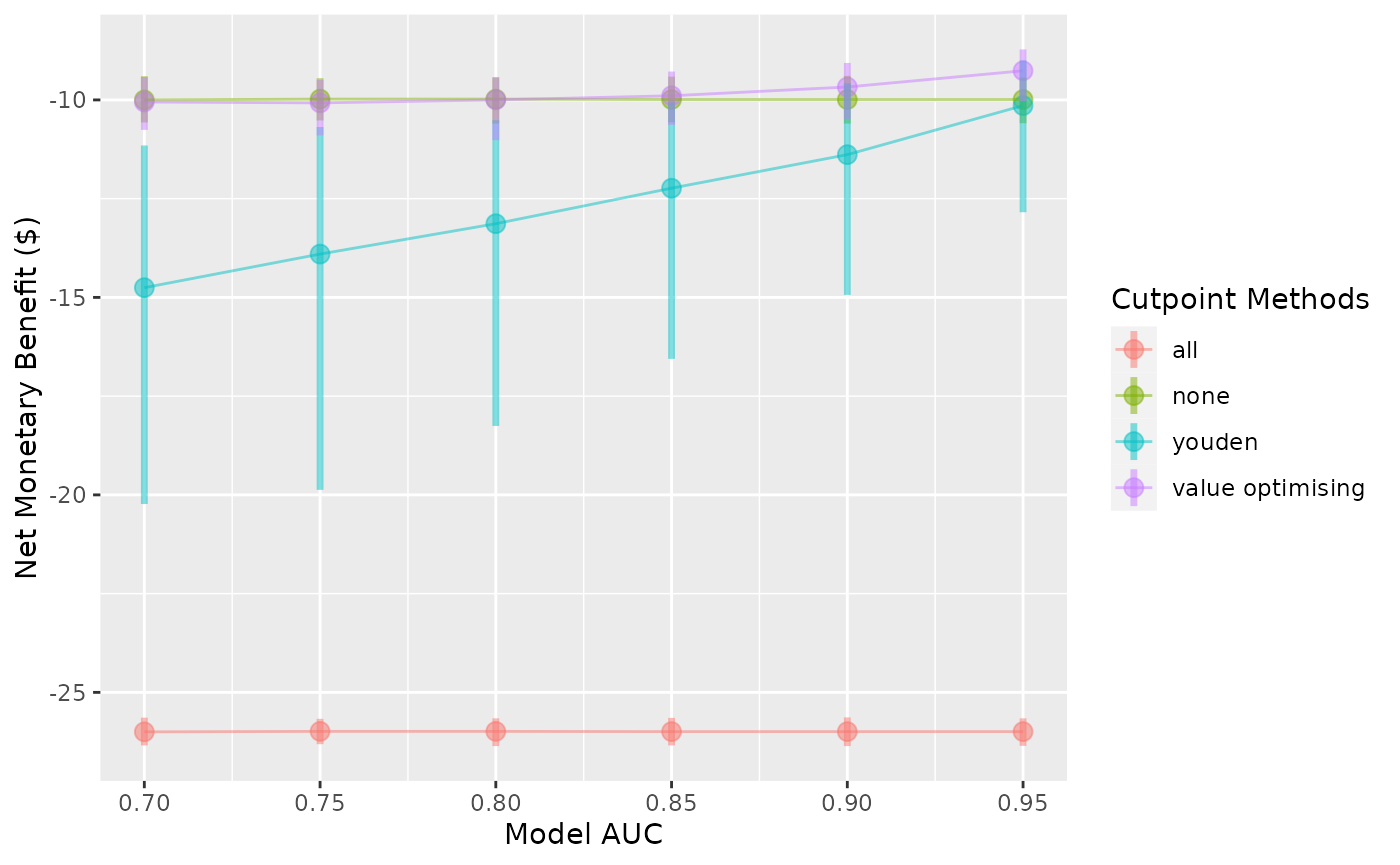 Net Monetary Benefit ($)
-10
-15
-20
-25
0.70 0.75 0.80 0.85 0.90 0.95
Model AUC
Cutpoint Methods
all
none
youden
value optimising